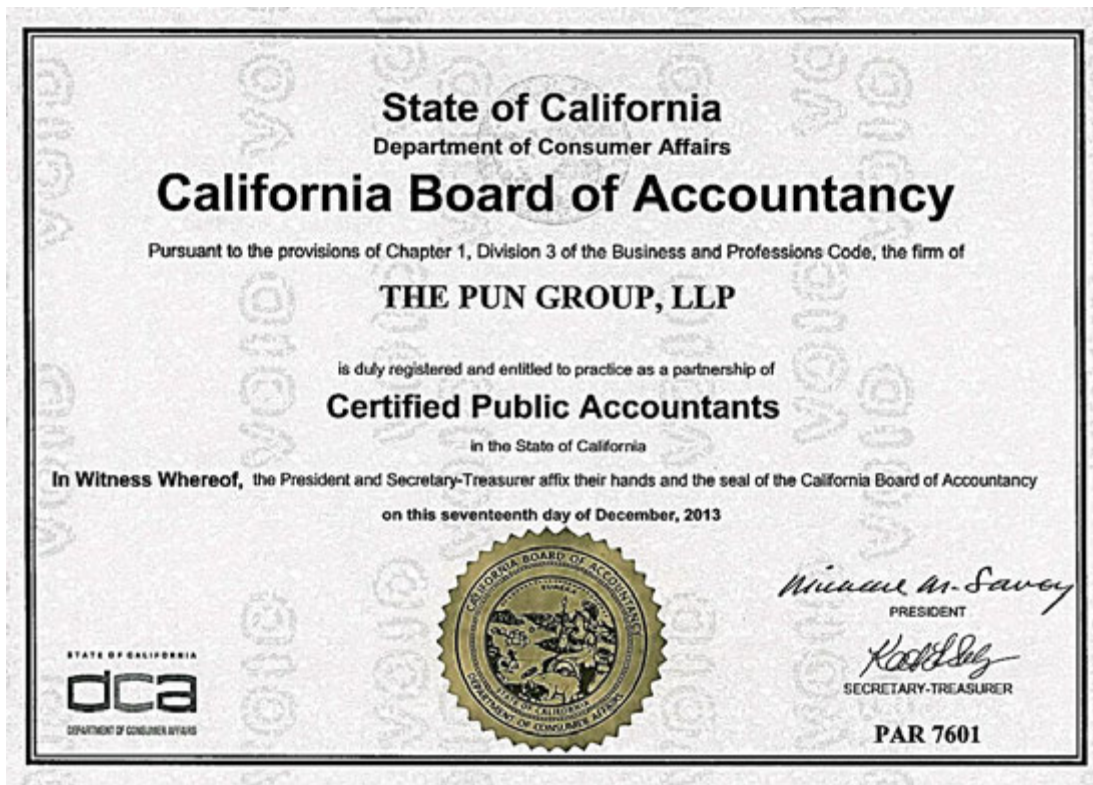 State of California
Department of Consumer Affairs
California Board of Accountancy
Pursuant to the provisions of Chapter 1, Division 3 of the Business and Professions Code, the firm of
THE PUN GROUP, LLP
is duly registered and entitled to practice as a partnership of
Certified Public Accountants
in the State of California
In Witness Whereof, the President and Secretary-Treasurer affix their hands and the seal of the California Board of Accountancy
on this seventeenth day of December, 2013
CALIFORNIA BOARD OF ACCOUNTANCY
EUREKA
STATE OF CALIFORNIA
DEPARTMENT OF CONSUMER AFFAIRS
PRESIDENT
SECRETARY-TREASURER
PAR 7601
STATE OF CALIFORNIA
dca
DEPARTMENT OF CONSUMER AFFAIRS